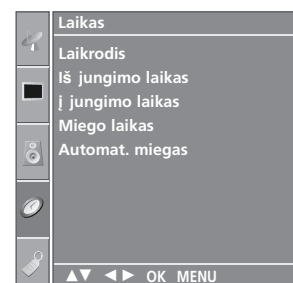 Laikas
Laikrodis
Iš jungimo laikas
į jungimo laikas
Miego laikas
Automat. miegas
▲▼ ◄► OK MENU